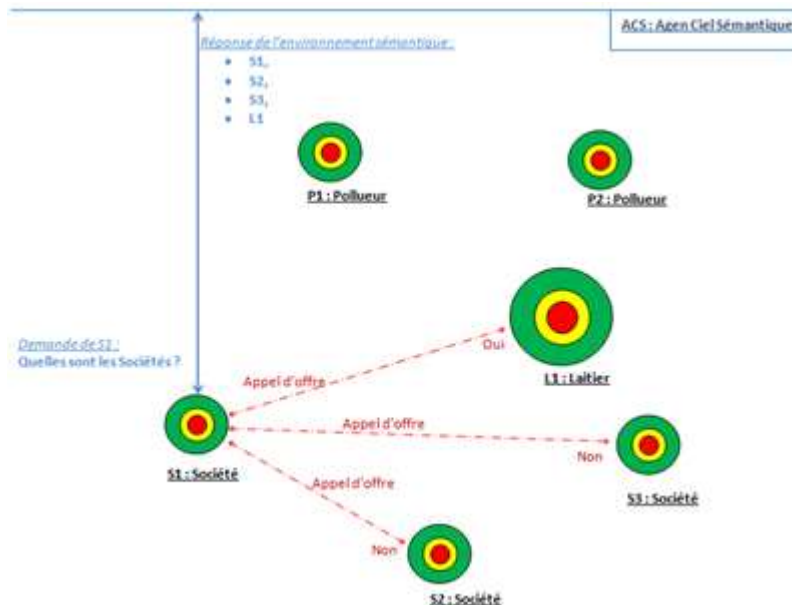 ACS : Agen Ciel Sémantique
Réponse de l'environnement sémantique :
S1,
S2,
S3,
L1
P1 : Pollueur
P2 : Pollueur
Demande de S1 :
Quelles sont les Sociétés ?
Oui
L1 : Laitier
Appel d'offre
Appel d'offre
Non
S1 : Société
Appel d'offre
S3 : Société
Non
S2 : Société